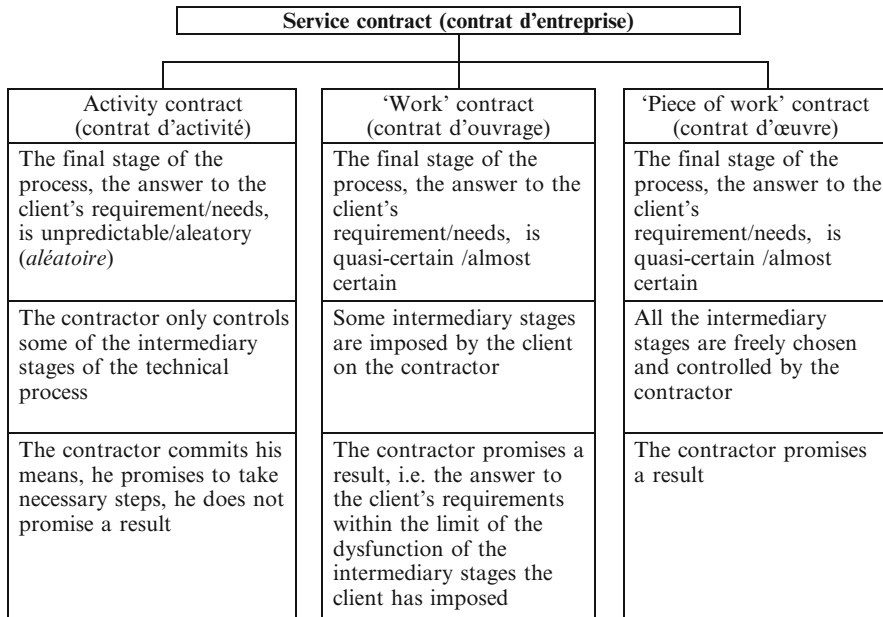 Service contract (contrat d'entreprise)
Activity contract
(contrat d'activité)
The final stage of the
process, the answer to the
client's requirement/needs,
is unpredictable/aleatory
(aléatoire)
The contractor only controls
some of the intermediary
stages of the technical
process
The contractor commits his
means, he promises to take
necessary steps, he does not
promise a result
‘Work’ contract
(contrat d'ouvrage)
The final stage of the
process, the answer to the
client's
requirement/needs, is
quasi-certain /almost
certain
Some intermediary stages
are imposed by the client
on the contractor
The contractor promises a
result, i.e. the answer to
the client's requirements
within the limit of the
dysfunction of the
intermediary stages the
client has imposed
‘Piece of work’ contract
(contrat d'œuvre)
The final stage of the
process, the answer to the
client's
requirement/needs, is
quasi-certain /almost
certain
All the intermediary
stages are freely chosen
and controlled by the
contractor
The contractor promises
a result